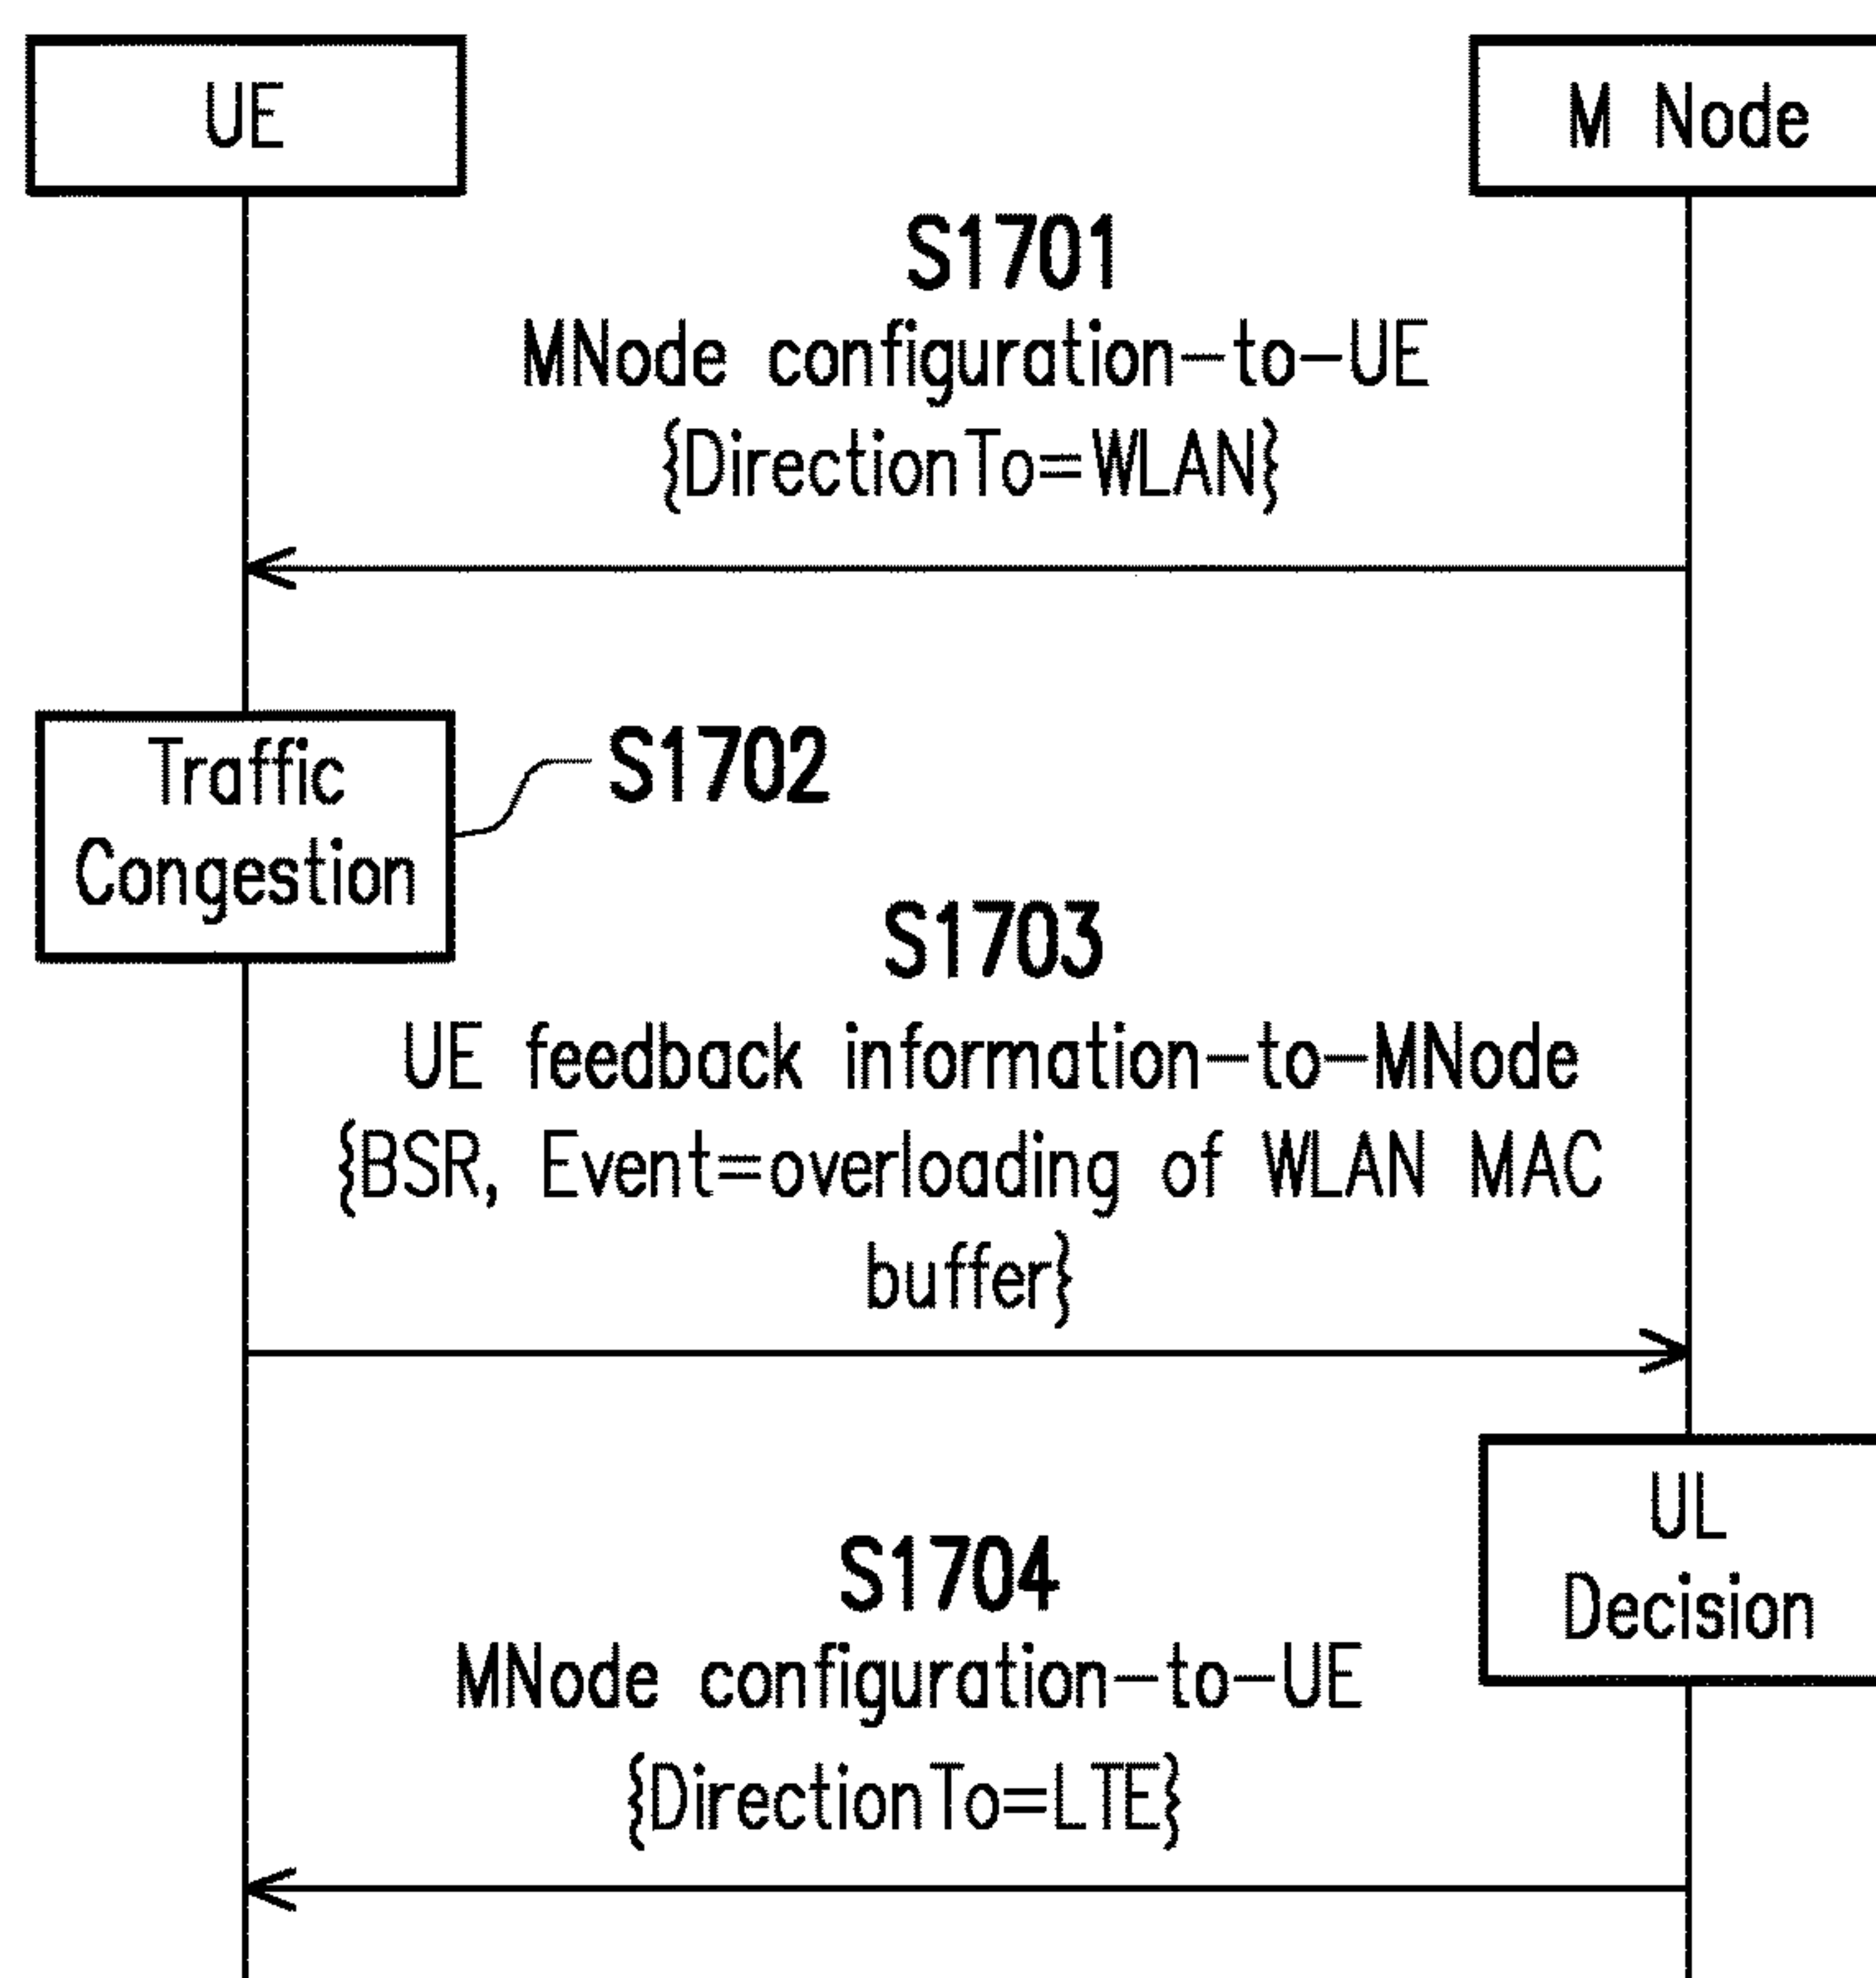 UE
M Node
S1701
MNode configuration-to-UE
{DirectionTo=WLAN}
Traffic
Congestion
S1702
S1703
UE feedback information-to-MNode
{BSR, Event=overloading of WLAN MAC
buffer}
UL
Decision
S1704
MNode configuration-to-UE
{DirectionTo=LTE}